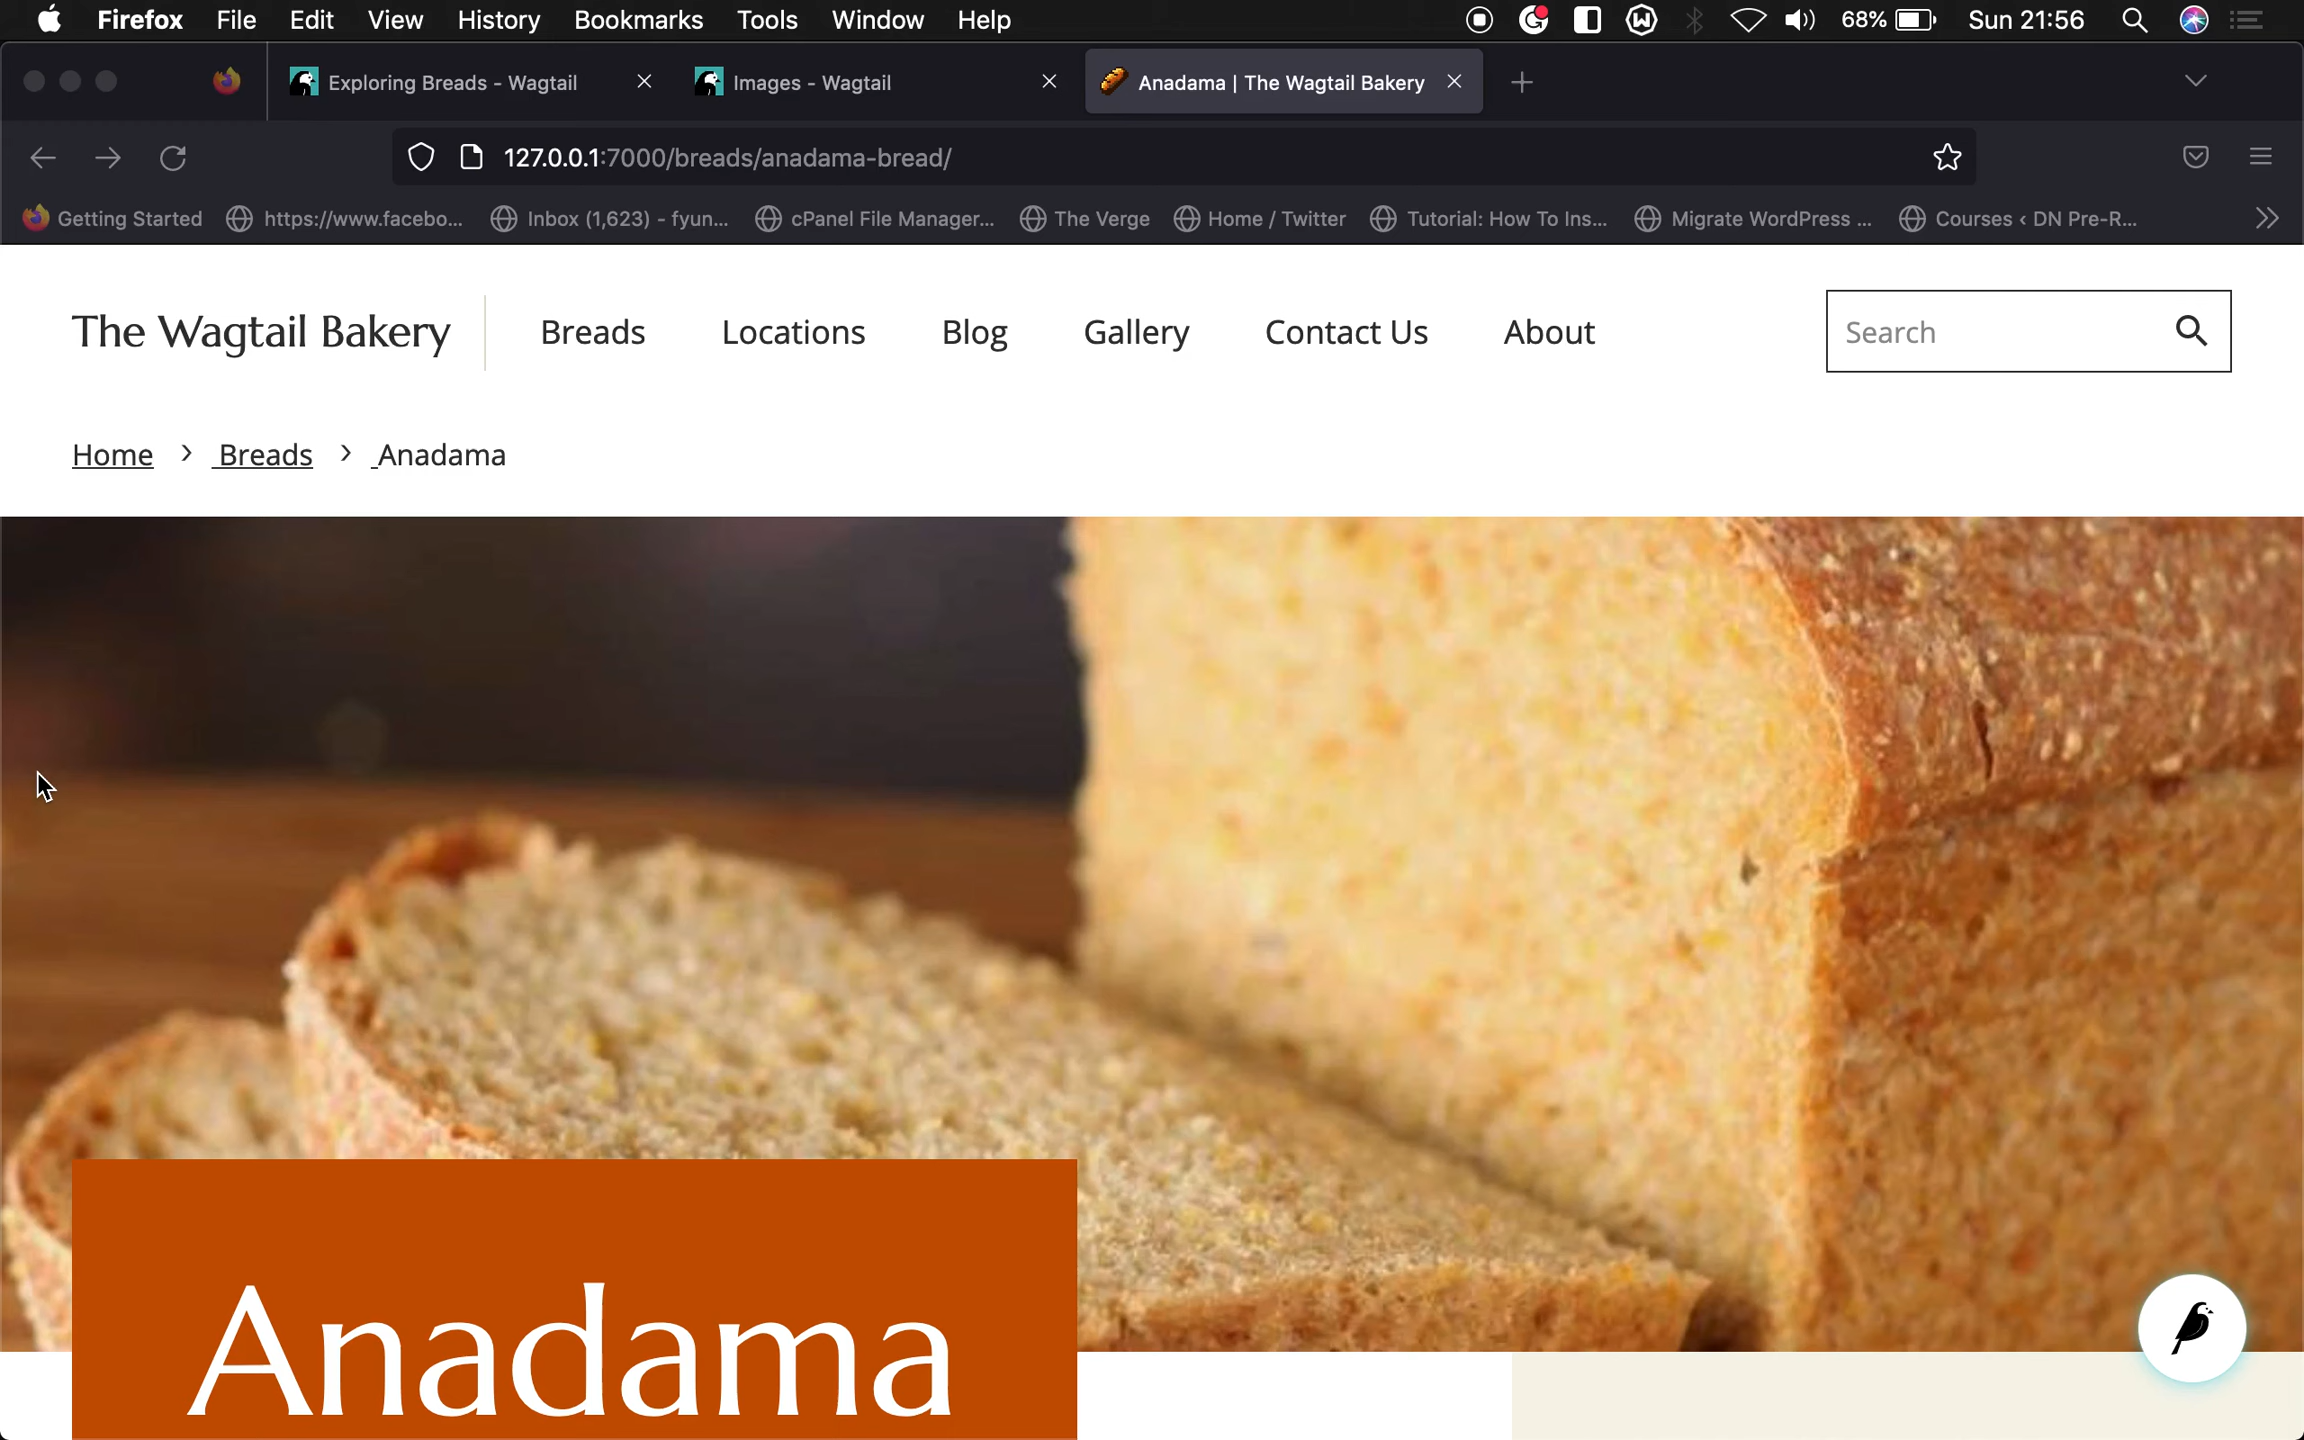 Firefox File Edit View History Bookmarks Tools Window Help 68% Sun 21:56
Exploring Breads - Wagtail Images - Wagtail Anadama | The Wagtail Bakery
127.0.0.1:7000/breads/anadama-bread/
Getting Started https://www.facebo... Inbox (1,623) - fyun... cPanel File Manager... The Verge Home / Twitter Tutorial: How To Ins... Migrate WordPress ... Courses ‹ DN Pre-R...
The Wagtail Bakery Breads Locations Blog Gallery Contact Us About Search
Home > Breads > Anadama
Anadama